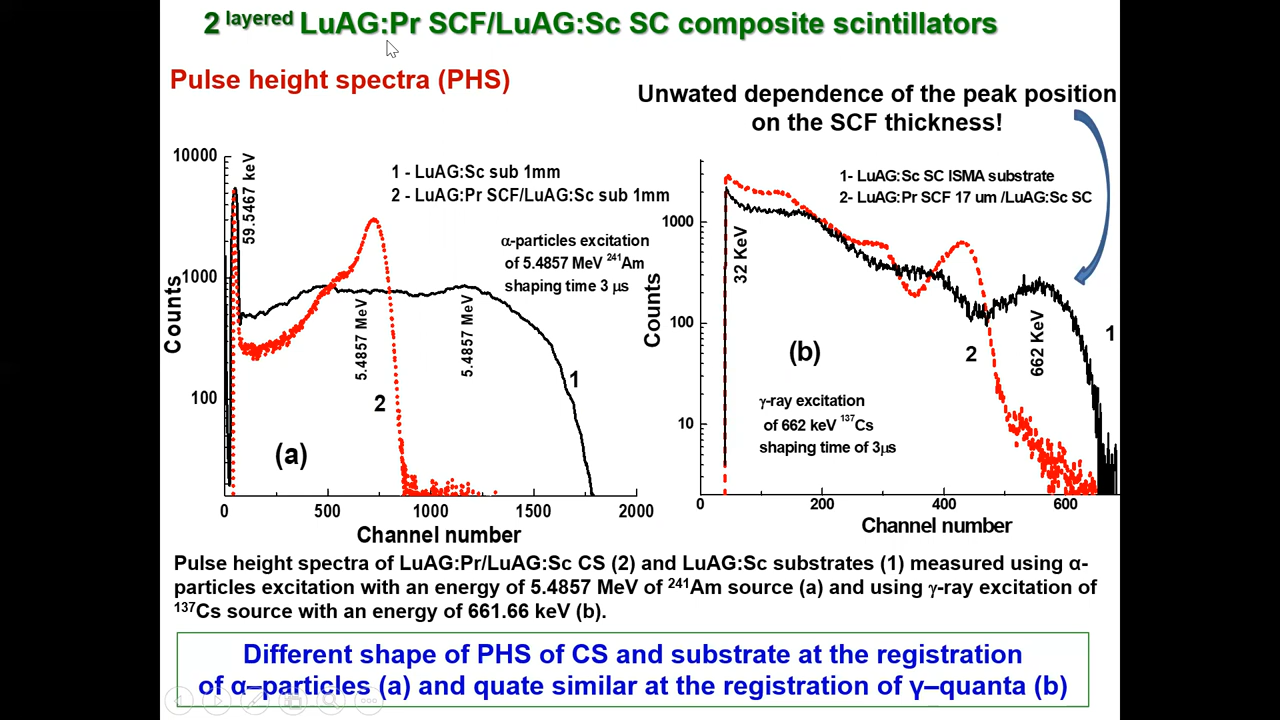 2 layered LuAG:Pr SCF/LuAG:Sc SC composite scintillators
Pulse height spectra (PHS)
Unwated dependence of the peak position
on the SCF thickness!
10000
1000
100
Counts
59.5467 keV
1 - LuAG:Sc sub 1mm
2 - LuAG:Pr SCF/LuAG:Sc sub 1mm
α-particles excitation
of 5.4857 MeV 241Am
shaping time 3 μs
5.4857 MeV
5.4857 MeV
1
2
(a)
0
500
1000
1500
2000
Channel number
1000
100
10
Counts
32 KeV
1- LuAG:Sc SC ISMA substrate
2- LuAG:Pr SCF 17 um /LuAG:Sc SC
(b)
2
662 KeV
1
γ-ray excitation
of 662 keV 137Cs
shaping time of 3μs
0
200
400
600
Channel number
Pulse height spectra of LuAG:Pr/LuAG:Sc CS (2) and LuAG:Sc substrates (1) measured using α-
particles excitation with an energy of 5.4857 MeV of 241Am source (a) and using γ-ray excitation of
137Cs source with an energy of 661.66 keV (b).
Different shape of PHS of CS and substrate at the registration
of α–particles (a) and quate similar at the registration of γ–quanta (b)